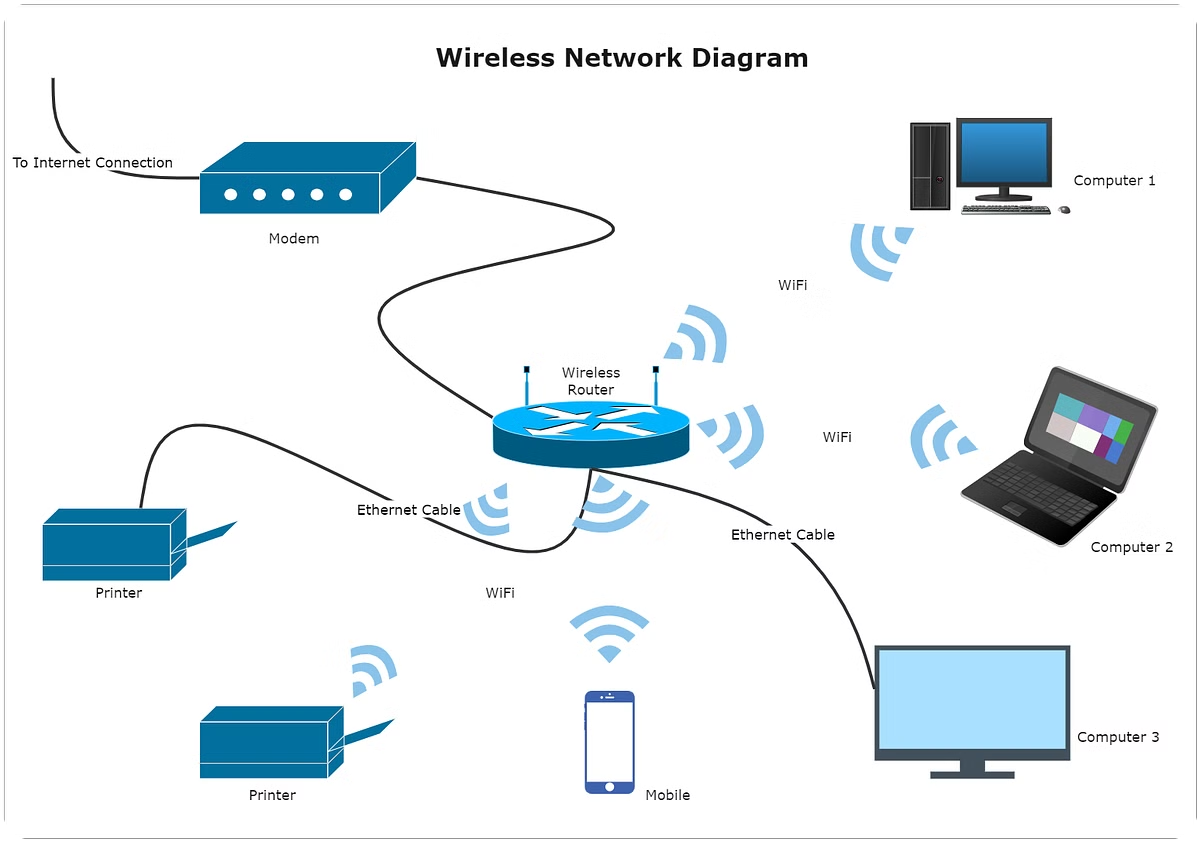 Wireless Network Diagram
To Internet Connection
Modem
Computer 1
WiFi
Wireless
Router
WiFi
Computer 2
Ethernet Cable
Ethernet Cable
Printer
WiFi
Computer 3
Printer
Mobile